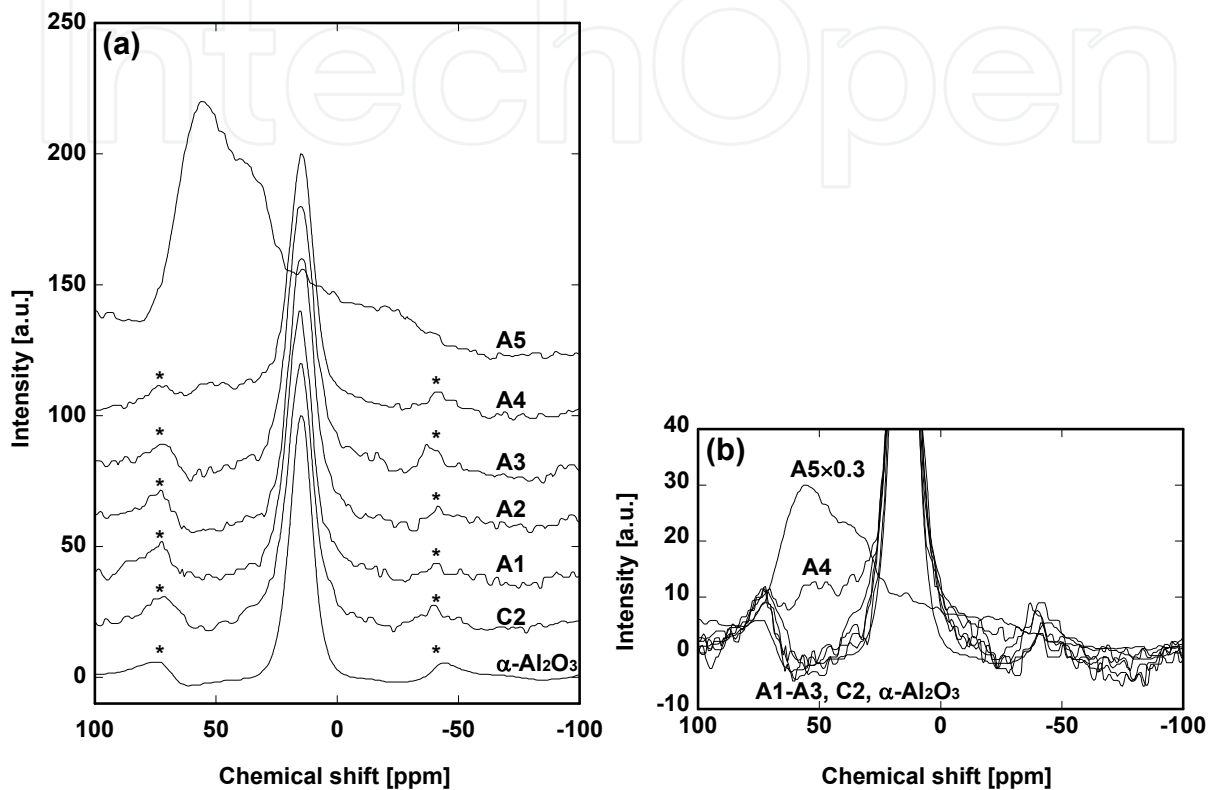 IntechOpen
(a)
250
200
150
100
50
0
Intensity [a.u.]
A5
* *
A4
* *
A3
* *
A2
* *
A1
* *
C2
* *
α-Al₂O₃
* *
100 50 0 -50 -100
Chemical shift [ppm]
(b)
40
30
20
10
0
-10
Intensity [a.u.]
A5×0.3
A4
A1-A3, C2, α-Al₂O₃
100 50 0 -50 -100
Chemical shift [ppm]